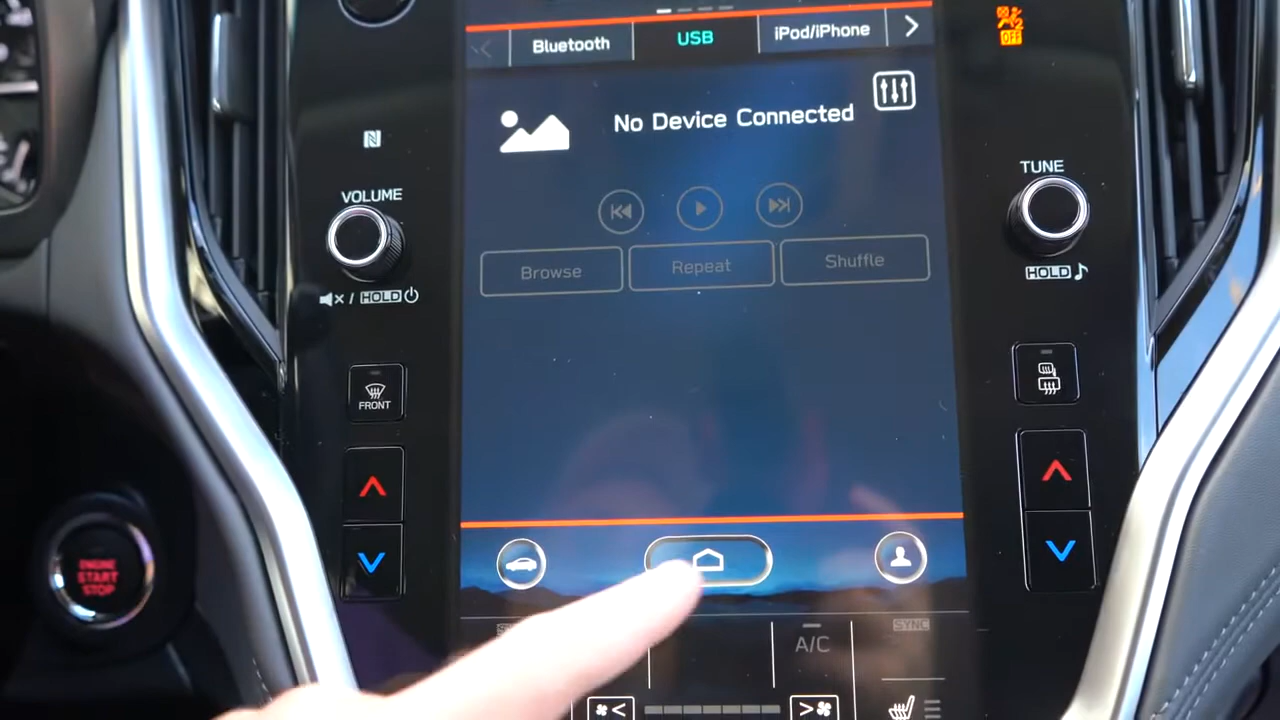 Bluetooth
USB
iPod/iPhone
OFF
No Device Connected
VOLUME
TUNE
Browse
Repeat
Shuffle
HOLD
HOLD
FRONT
ENGINE
START
STOP
A/C
SYNC